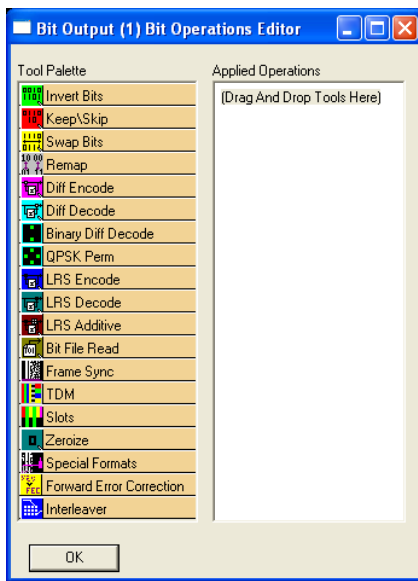 Bit Output (1) Bit Operations Editor
Tool Palette
Applied Operations
Invert Bits
(Drag And Drop Tools Here)
Keep\Skip
Swap Bits
Remap
Diff Encode
Diff Decode
Binary Diff Decode
QPSK Perm
LRS Encode
LRS Decode
LRS Additive
Bit File Read
Frame Sync
TDM
Slots
Zeroize
Special Formats
Forward Error Correction
Interleaver
OK